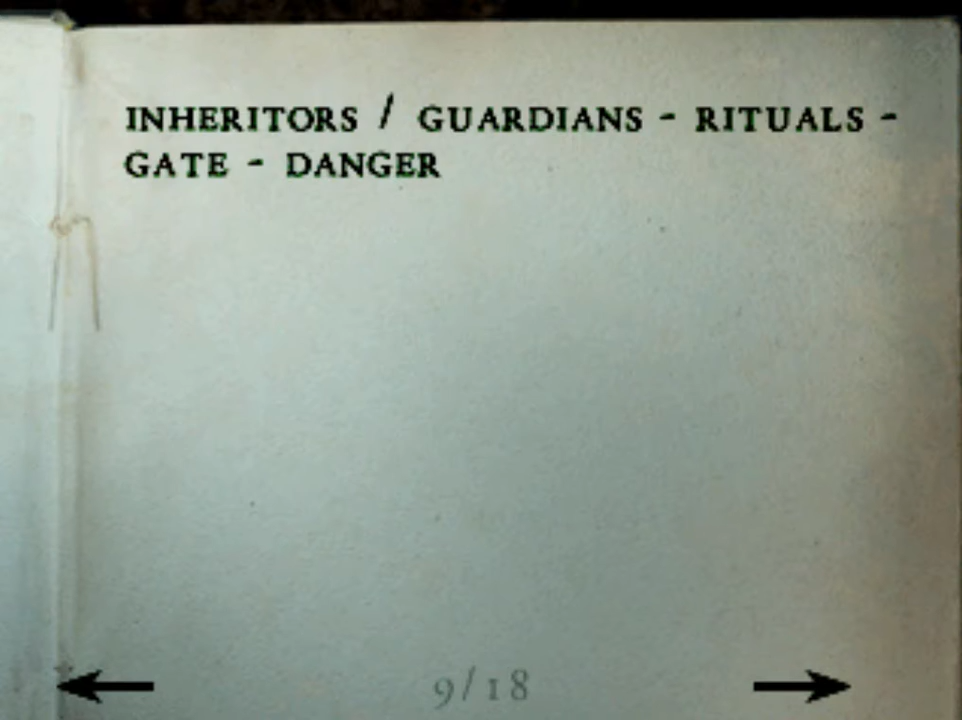 INHERITORS / GUARDIANS - RITUALS -
GATE - DANGER
9/18